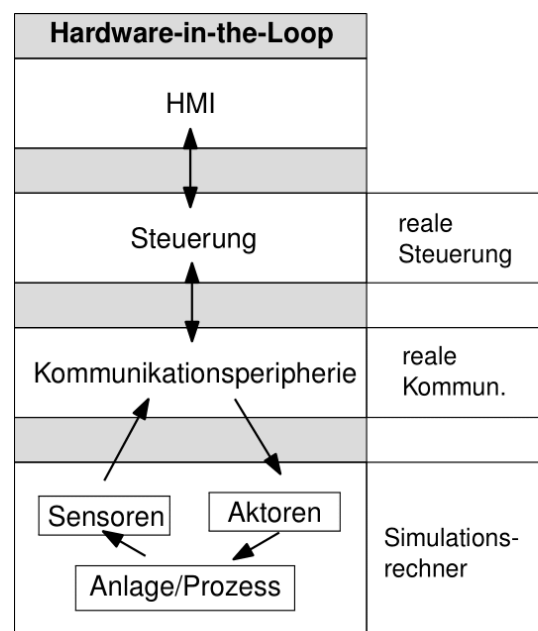 Hardware-in-the-Loop
HMI
Steuerung
reale
Steuerung
Kommunikationsperipherie
reale
Kommun.
Sensoren
Aktoren
Anlage/Prozess
Simulations-
rechner